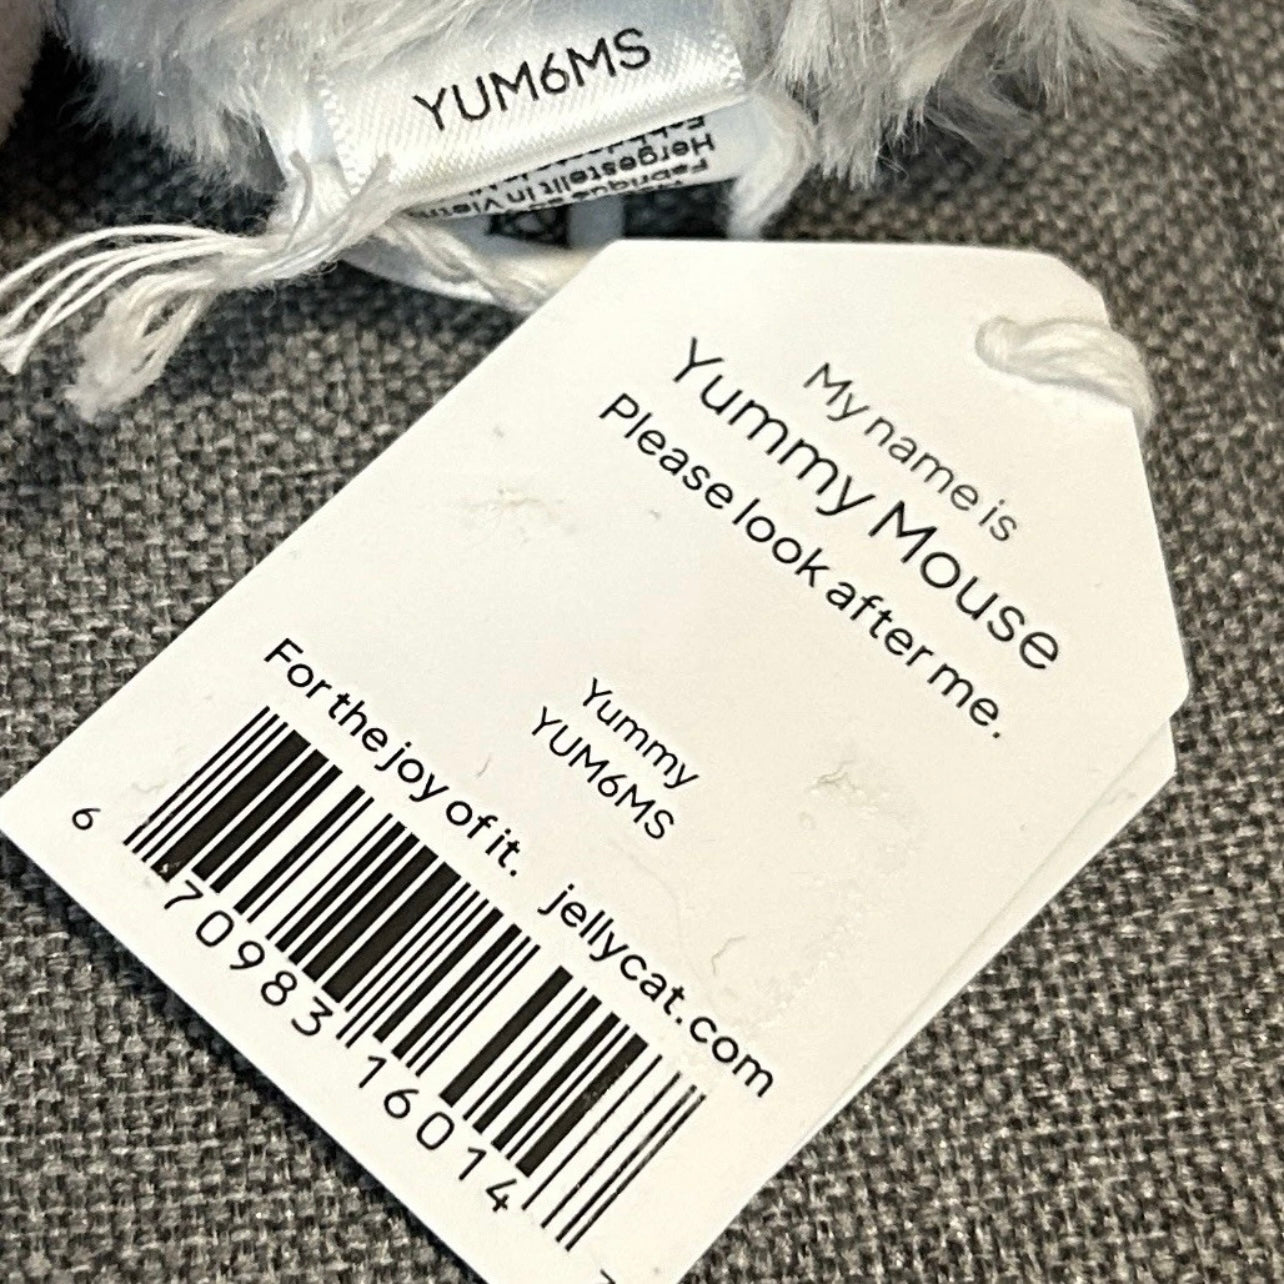 YUM6MS
Hergestellt in
Fabriqué
My name is
Yummy Mouse
Please look after me.
Yummy
YUM6MS
For the joy of it. jellycat.com
6 70983 16014